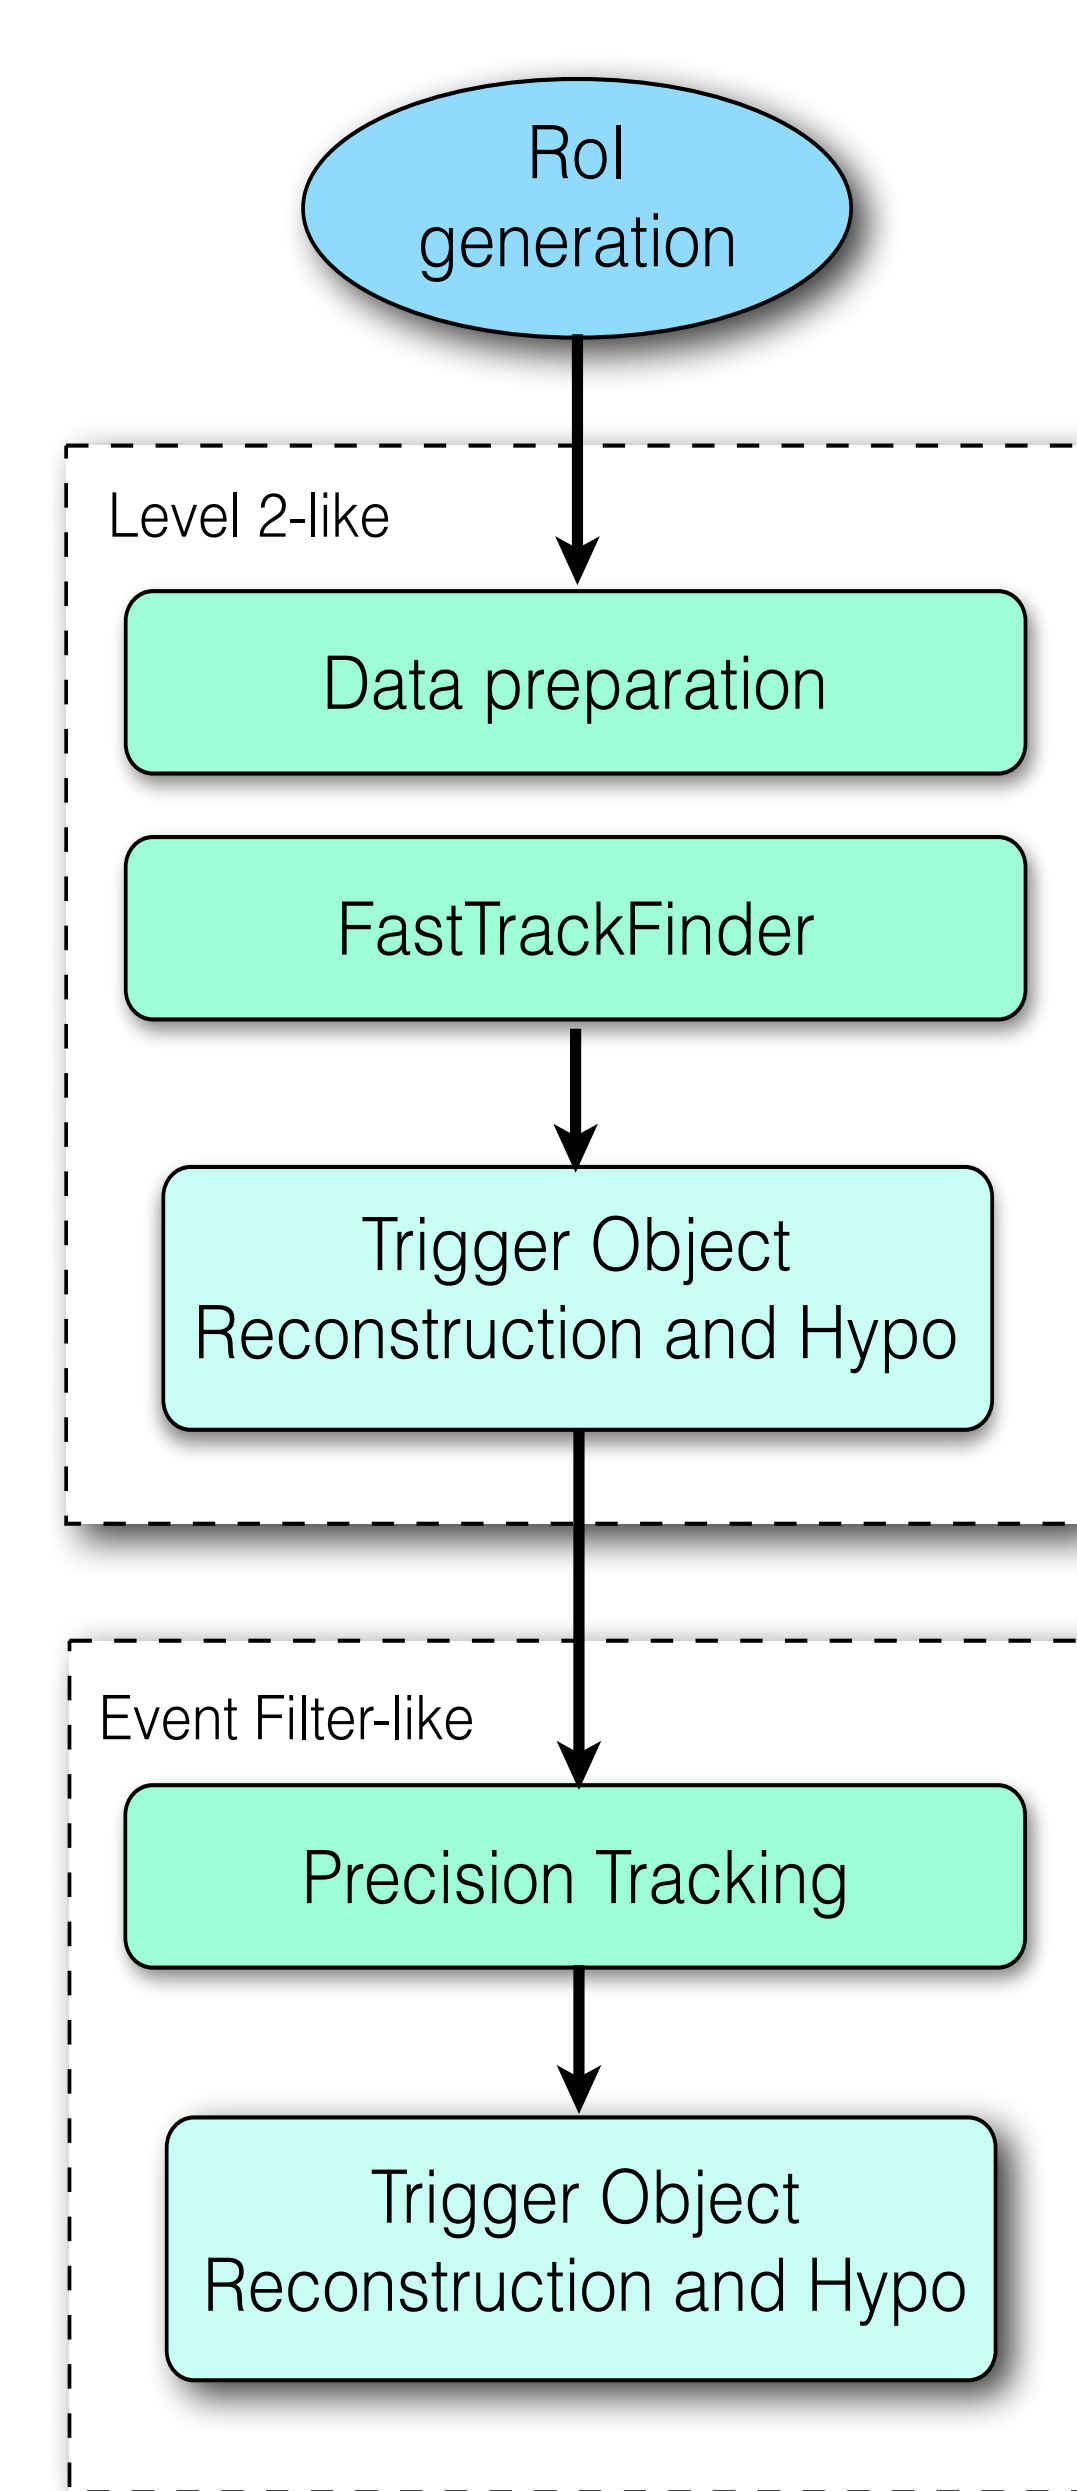 RoI
generation
Level 2-like
Data preparation
FastTrackFinder
Trigger Object
Reconstruction and Hypo
Event Filter-like
Precision Tracking
Trigger Object
Reconstruction and Hypo